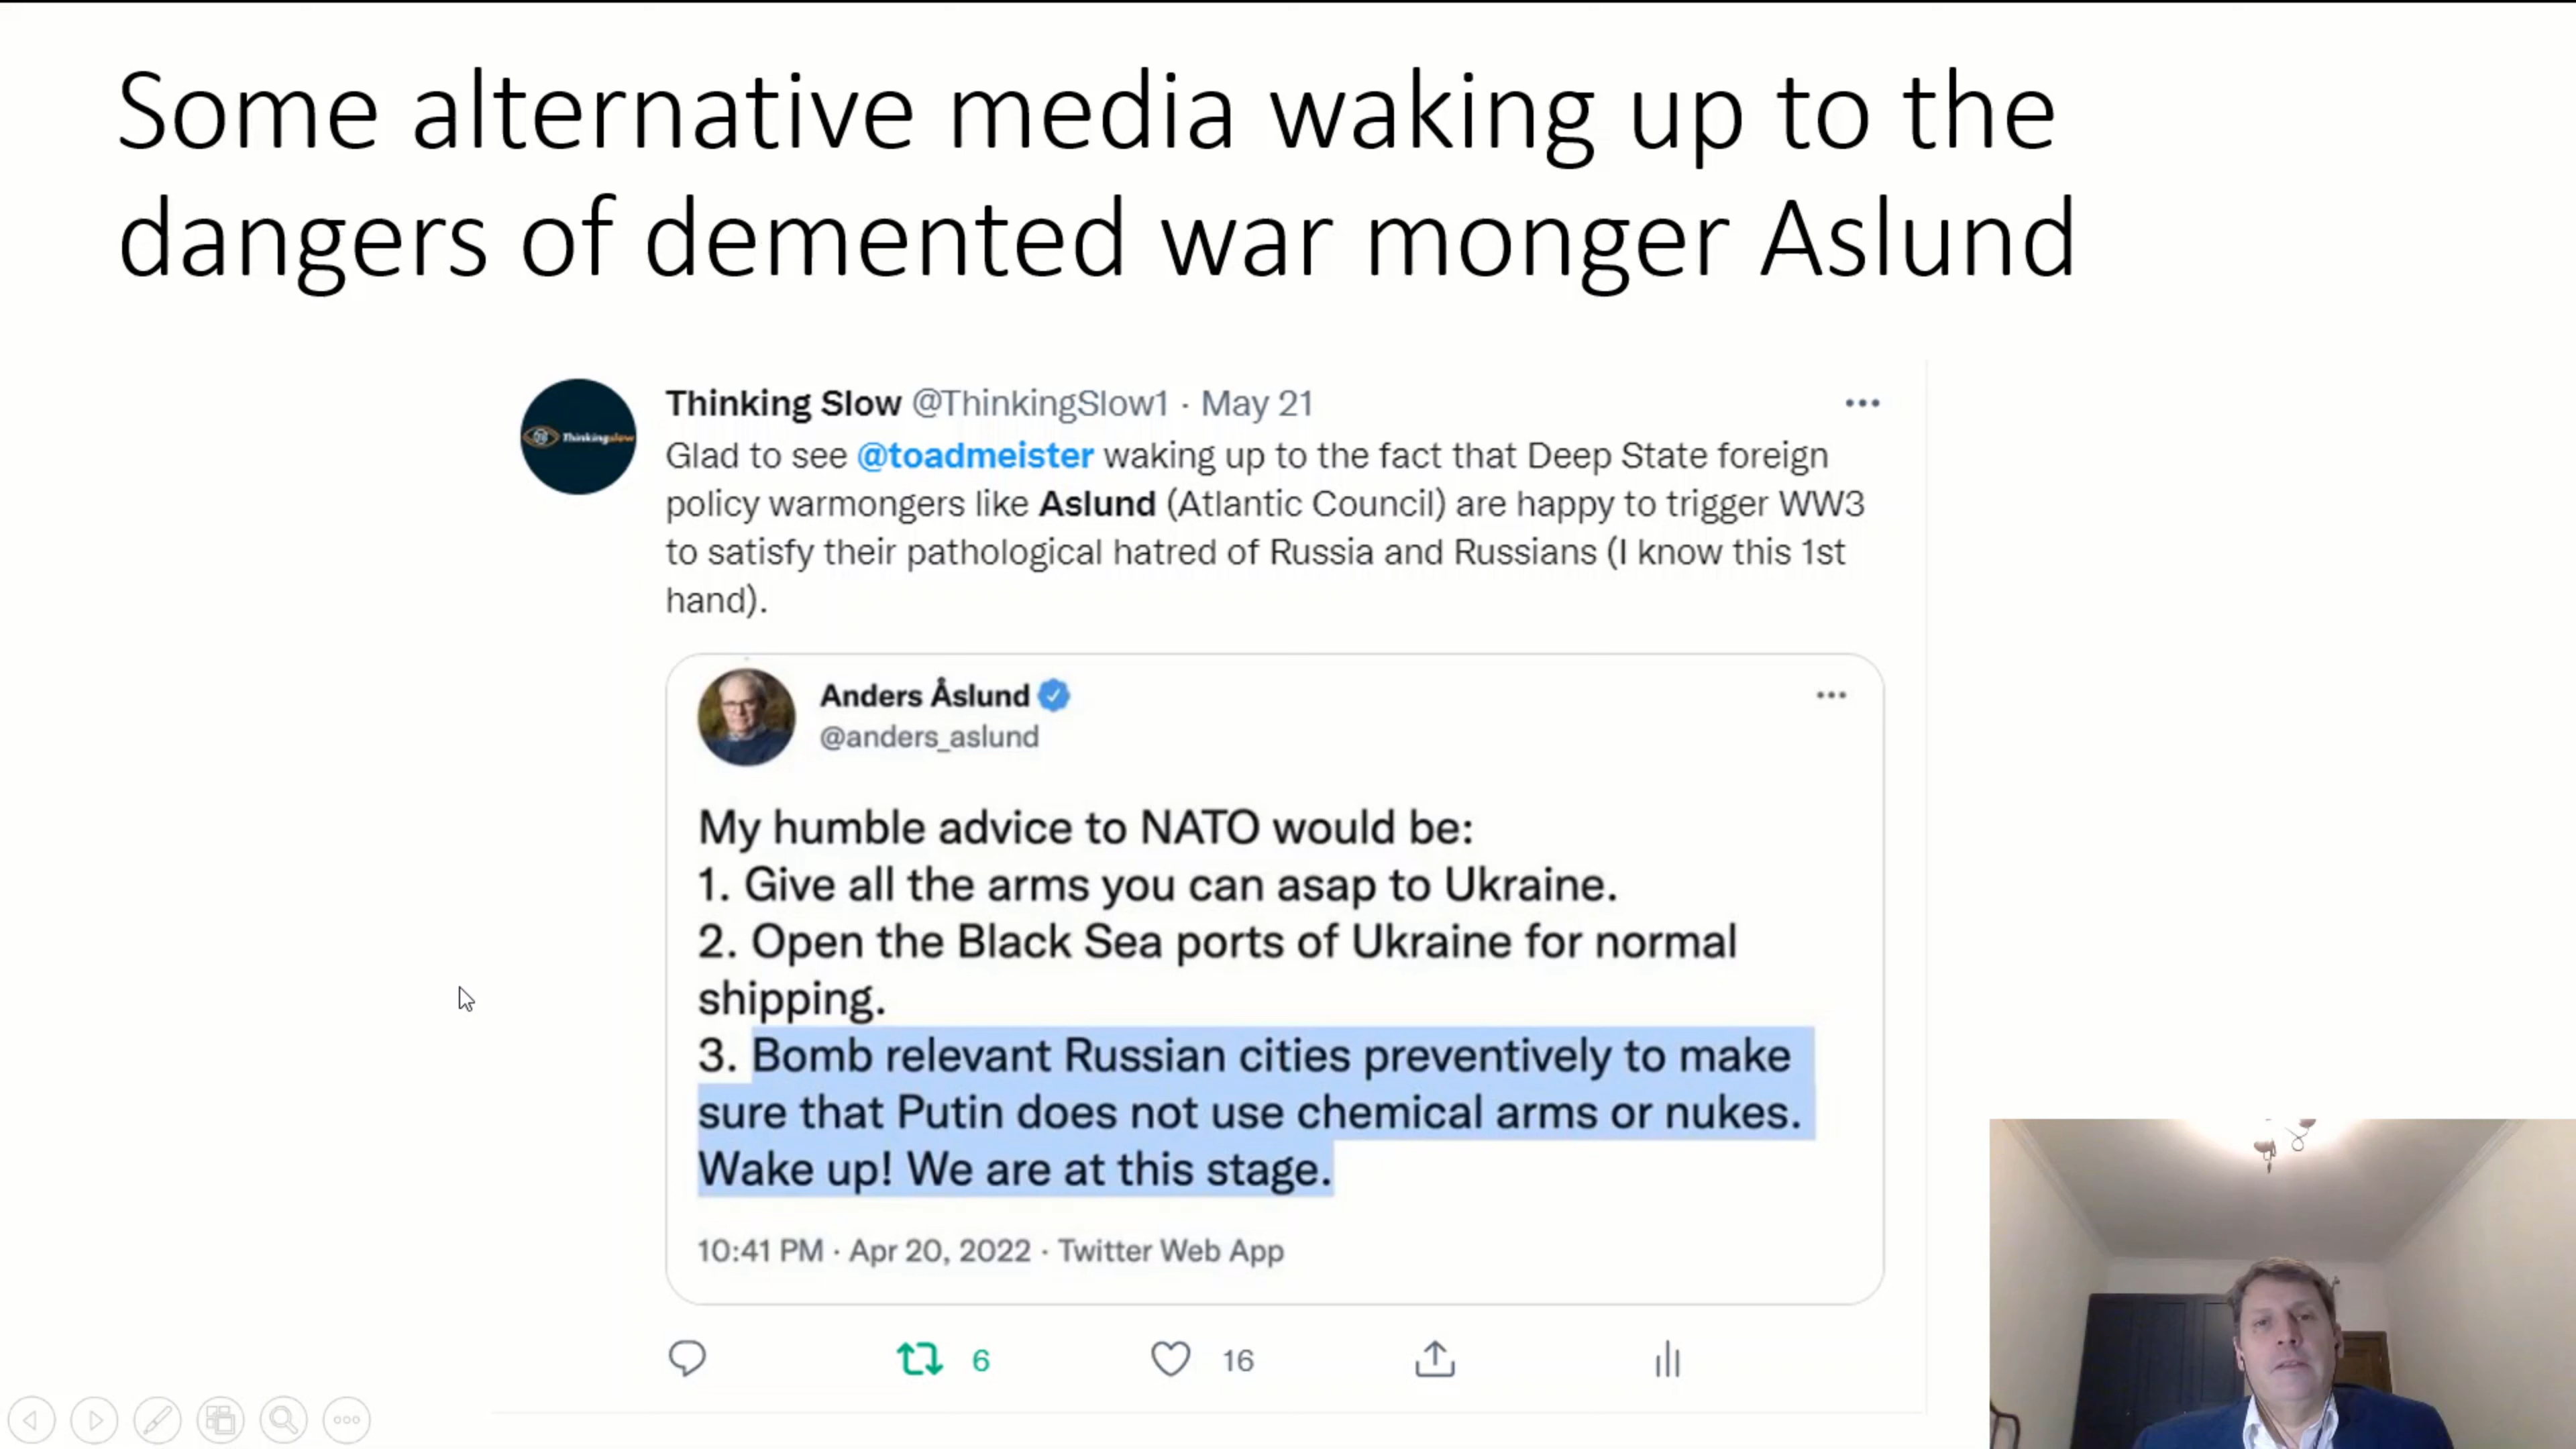 Some alternative media waking up to the
dangers of demented war monger Aslund
Thinkingslow
Thinking Slow @ThinkingSlow1 · May 21
Glad to see @toadmeister waking up to the fact that Deep State foreign
policy warmongers like Aslund (Atlantic Council) are happy to trigger WW3
to satisfy their pathological hatred of Russia and Russians (I know this 1st
hand).
Anders Åslund
@anders_aslund
My humble advice to NATO would be:
1. Give all the arms you can asap to Ukraine.
2. Open the Black Sea ports of Ukraine for normal
shipping.
3. Bomb relevant Russian cities preventively to make
sure that Putin does not use chemical arms or nukes.
Wake up! We are at this stage.
10:41 PM · Apr 20, 2022 · Twitter Web App
6 16